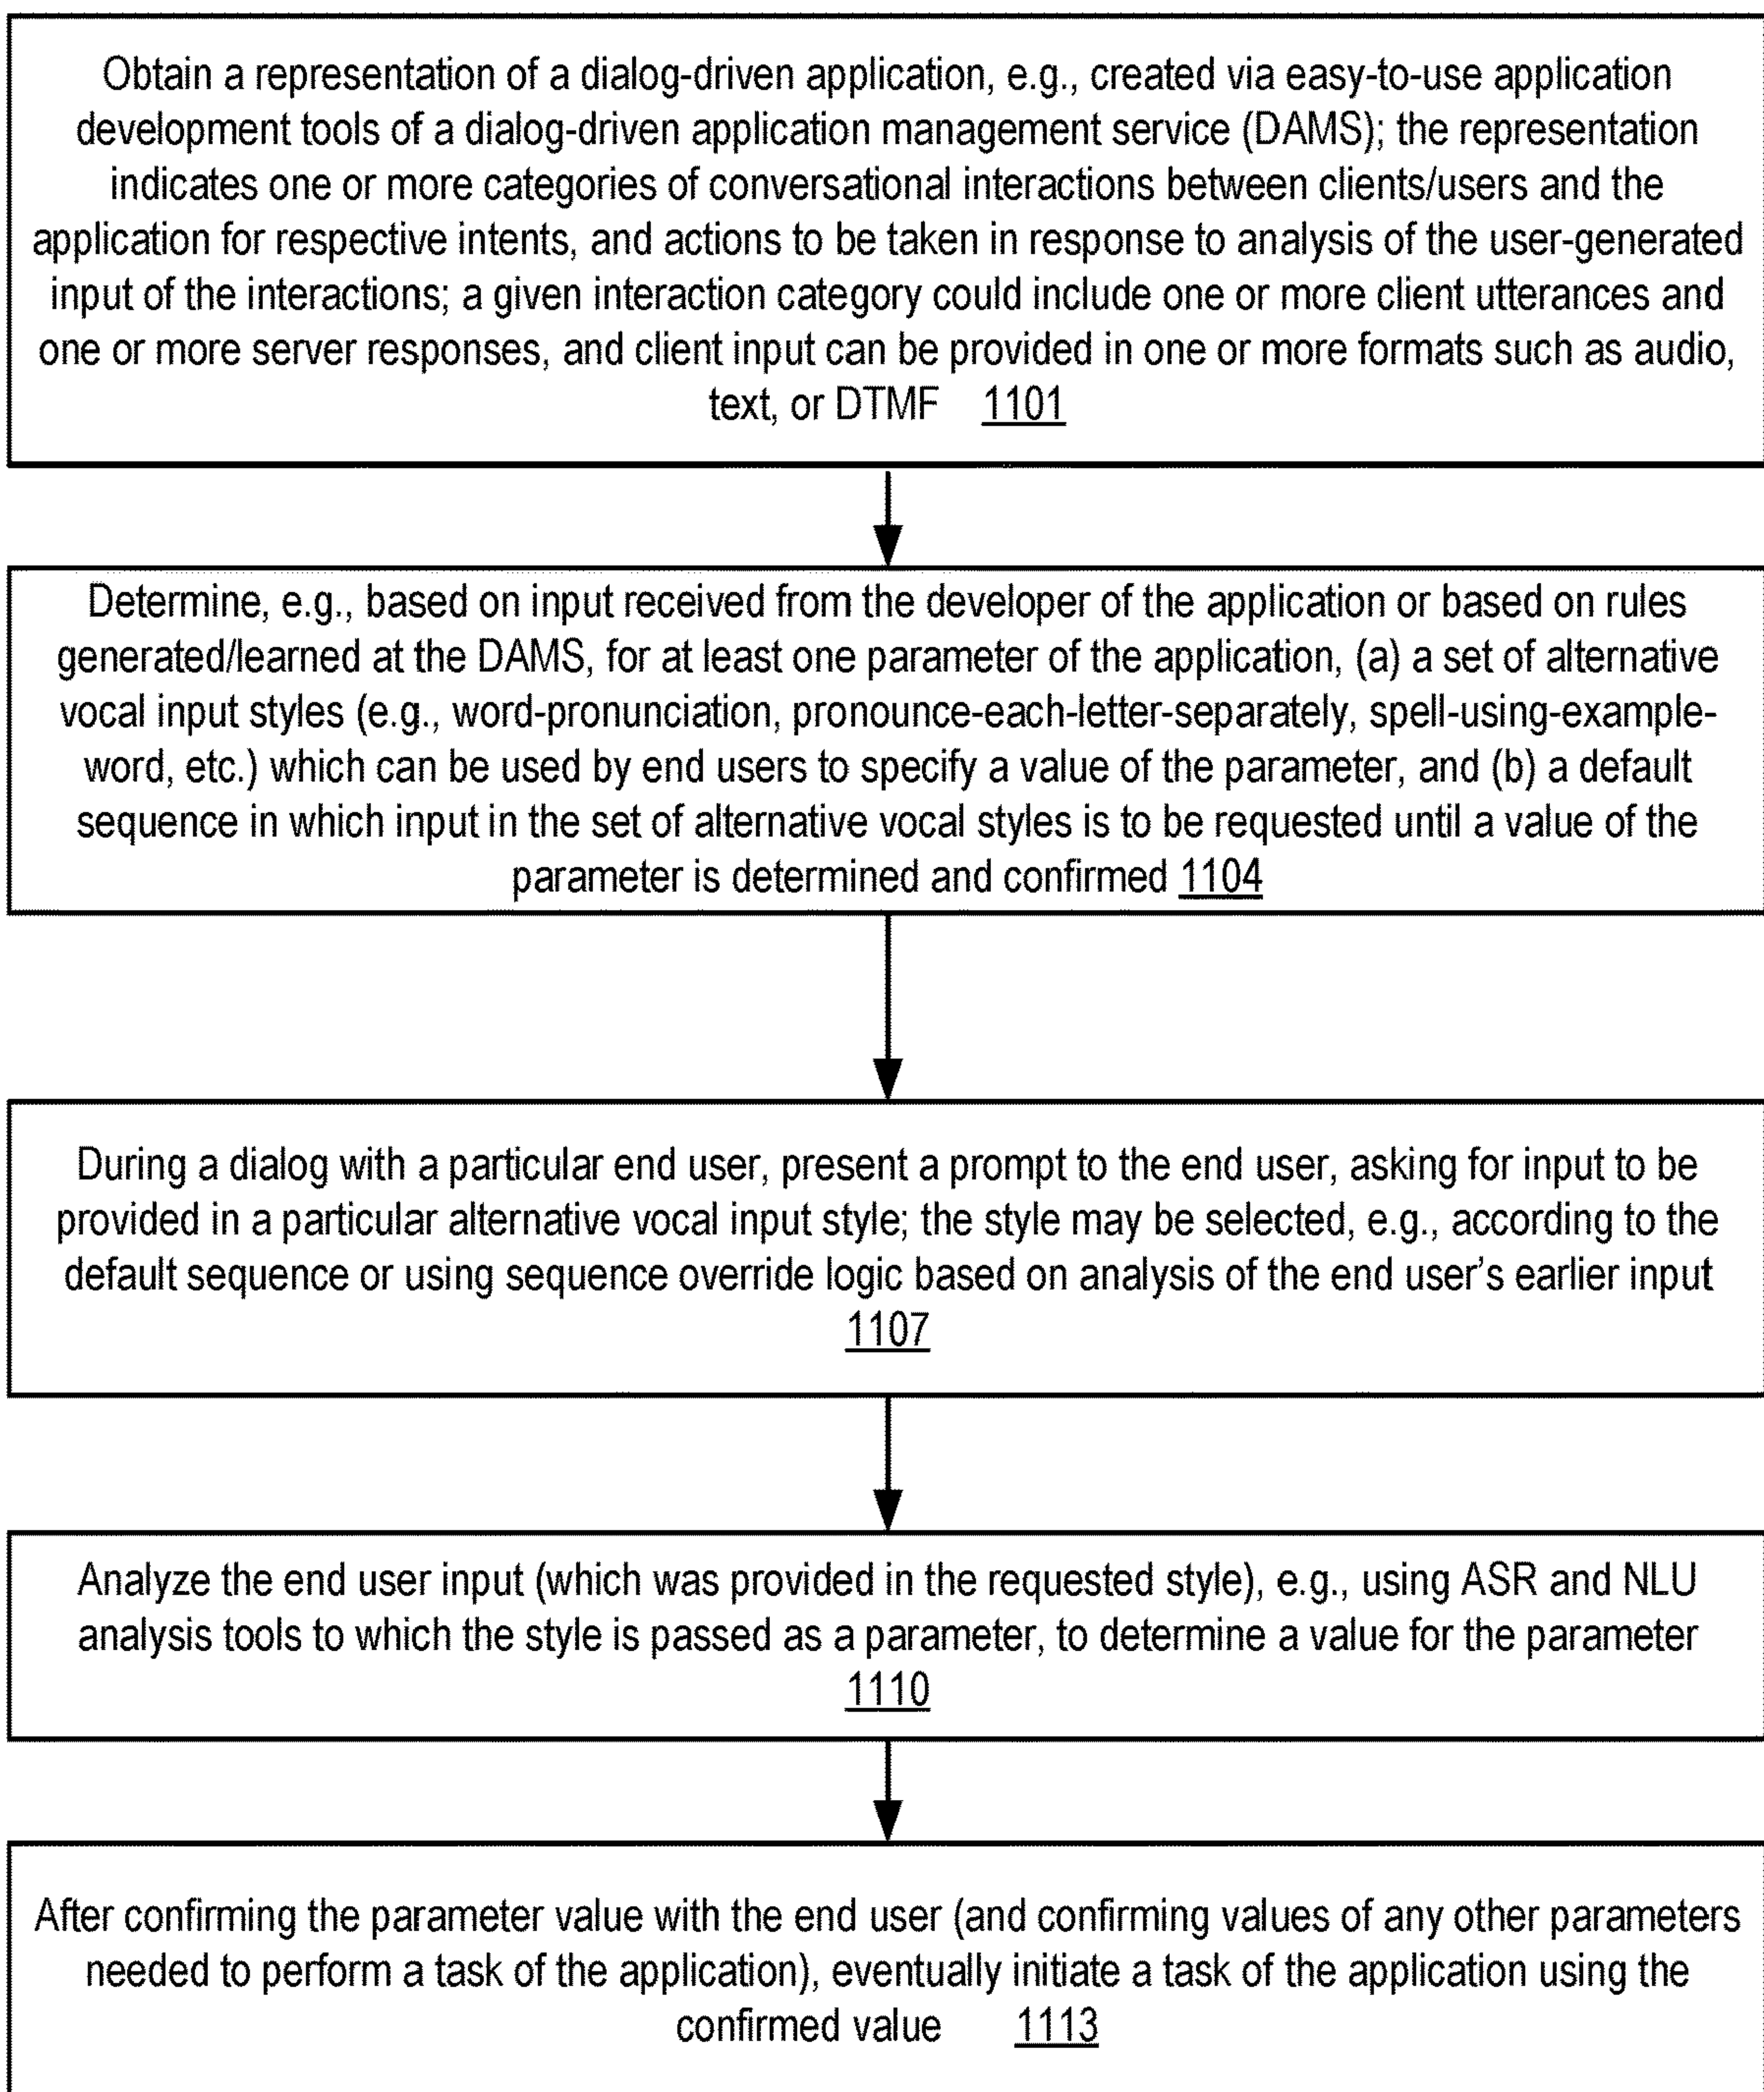 Obtain a representation of a dialog-driven application, e.g., created via easy-to-use application
development tools of a dialog-driven application management service (DAMS); the representation
indicates one or more categories of conversational interactions between clients/users and the
application for respective intents, and actions to be taken in response to analysis of the user-generated
input of the interactions; a given interaction category could include one or more client utterances and
one or more server responses, and client input can be provided in one or more formats such as audio,
text, or DTMF 1101
Determine, e.g., based on input received from the developer of the application or based on rules
generated/learned at the DAMS, for at least one parameter of the application, (a) a set of alternative
vocal input styles (e.g., word-pronunciation, pronounce-each-letter-separately, spell-using-example-
word, etc.) which can be used by end users to specify a value of the parameter, and (b) a default
sequence in which input in the set of alternative vocal styles is to be requested until a value of the
parameter is determined and confirmed 1104
During a dialog with a particular end user, present a prompt to the end user, asking for input to be
provided in a particular alternative vocal input style; the style may be selected, e.g., according to the
default sequence or using sequence override logic based on analysis of the end user's earlier input
1107
Analyze the end user input (which was provided in the requested style), e.g., using ASR and NLU
analysis tools to which the style is passed as a parameter, to determine a value for the parameter
1110
After confirming the parameter value with the end user (and confirming values of any other parameters
needed to perform a task of the application), eventually initiate a task of the application using the
confirmed value 1113